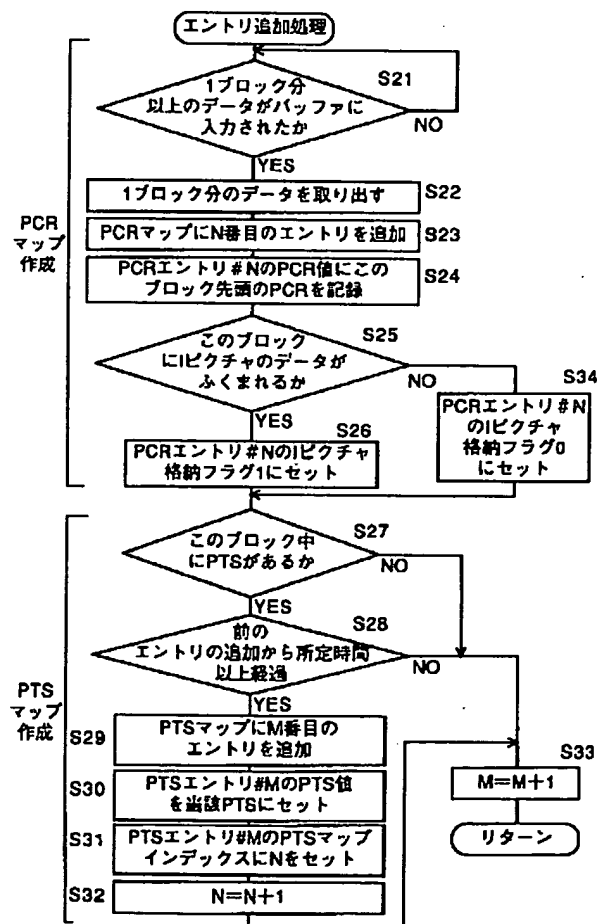 エントリ追加処理
S21
1ブロック分
以上のデータがバッファに
入力されたか
NO
YES
1ブロック分のデータを取り出す
S22
PCR
マップ
作成
PCRマップにN番目のエントリを追加
S23
PCRエントリ#NのPCR値にこの
ブロック先頭のPCRを記録
S24
S25
このブロック
にIピクチャのデータが
ふくまれるか
NO
S34
YES
PCRエントリ#N
のIピクチャ
格納フラグ0
にセット
S26
PCRエントリ#NのIピクチャ
格納フラグ1にセット
S27
このブロック中
にPTSがあるか
NO
YES
S28
前の
エントリの追加から所定時間
以上経過
NO
YES
PTS
マップ
作成
S29
PTSマップにM番目の
エントリを追加
S33
M=M+1
S30
PTSエントリ#MのPTS値
を当該PTSにセット
リターン
S31
PTSエントリ#MのPTSマップ
インデックスにNをセット
S32
N=N+1